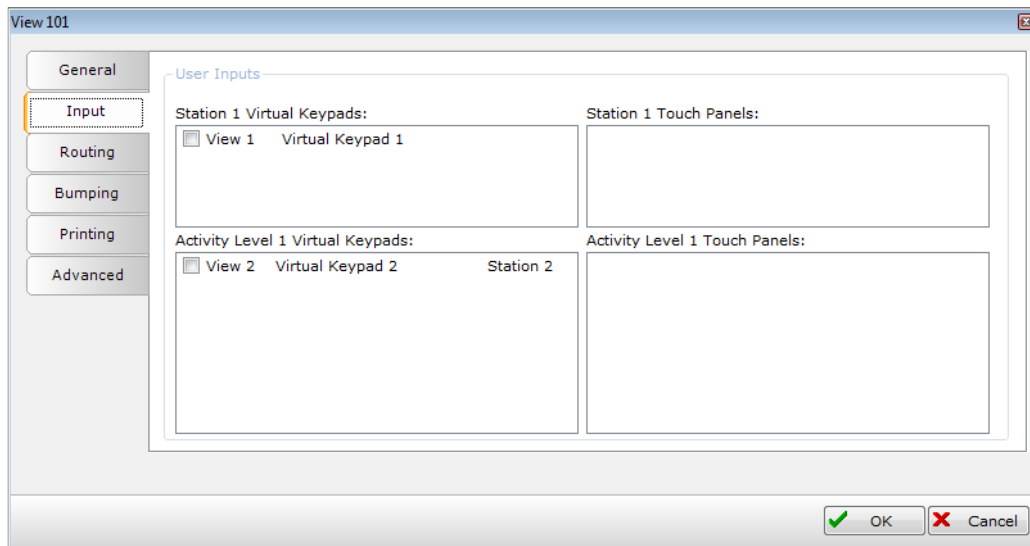 View 101
General
Input
Routing
Bumping
Printing
Advanced
User Inputs
Station 1 Virtual Keypads:
View 1 Virtual Keypad 1
Station 1 Touch Panels:
Activity Level 1 Virtual Keypads:
View 2 Virtual Keypad 2 Station 2
Activity Level 1 Touch Panels:
OK
Cancel